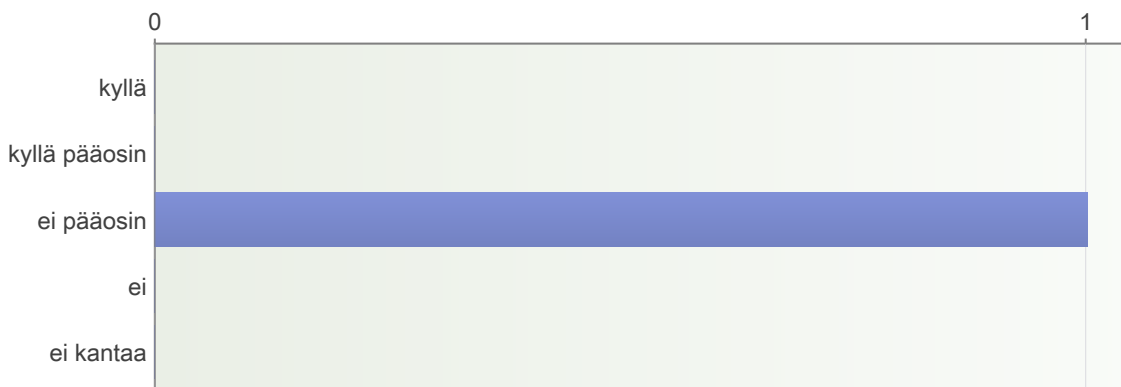 0 1
kyllä
kyllä pääosin
ei pääosin
ei
ei kantaa